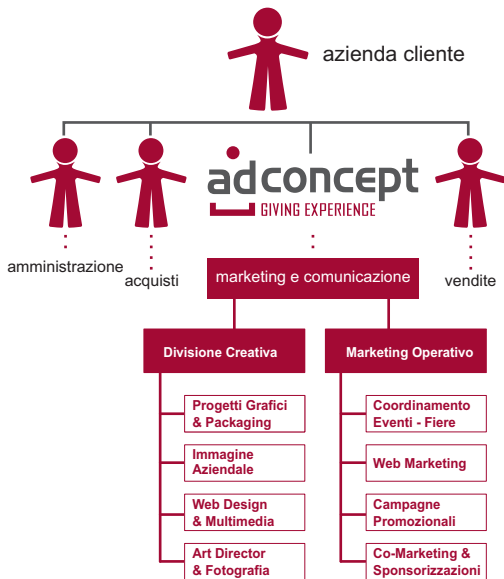 azienda cliente
adconcept
GIVING EXPERIENCE
amministrazione
acquisti
marketing e comunicazione
vendite
Divisione Creativa
Progetti Grafici
& Packaging
Immagine
Aziendale
Web Design
& Multimedia
Art Director
& Fotografia
Marketing Operativo
Coordinamento
Eventi - Fiere
Web Marketing
Campagne
Promozionali
Co-Marketing &
Sponsorizzazioni